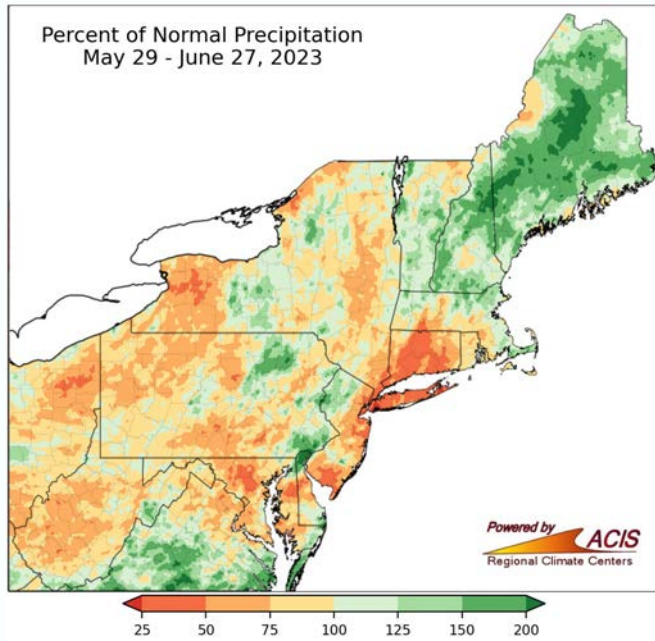 Percent of Normal Precipitation
May 29 - June 27, 2023
Powered by
ACIS
Regional Climate Centers
25 50 75 100 125 150 200